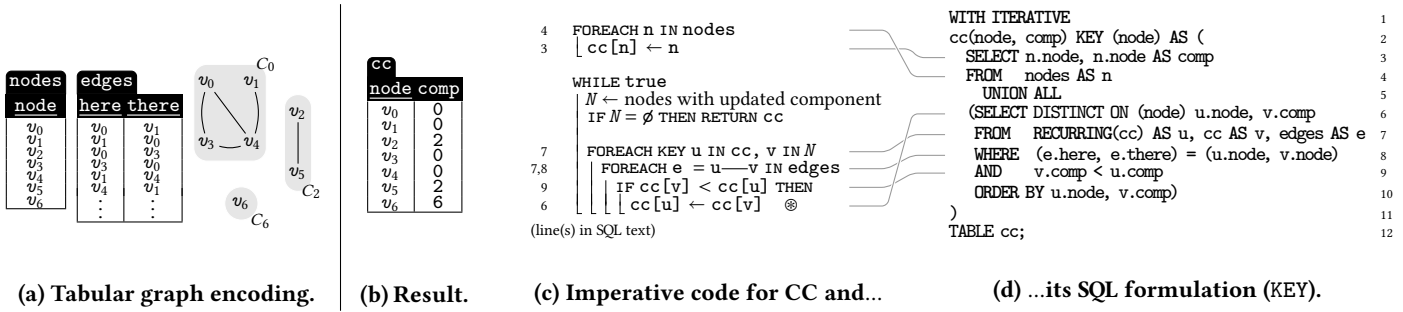 nodes
node
v0
v1
v2
v3
v4
v5
v6
edges
here there
v0 v1
v1 v0
v0 v3
v3 v0
v1 v4
v4 v1
⋮ ⋮
C0
v0 v1
v3 v4
v2
v5
C2
v6
C6
(a) Tabular graph encoding.
cc
node comp
v0 0
v1 0
v2 2
v3 0
v4 0
v5 2
v6 6
(b) Result.
4 FOREACH n IN nodes
3 cc[n] ← n
WHILE true
N ← nodes with updated component
IF N = ∅ THEN RETURN cc
7 FOREACH KEY u IN cc, v IN N
7,8 FOREACH e = u—v IN edges
9 IF cc[v] < cc[u] THEN
6 cc[u] ← cc[v] ⊛
(line(s) in SQL text)
(c) Imperative code for CC and...
WITH ITERATIVE 1
cc(node, comp) KEY (node) AS ( 2
SELECT n.node, n.node AS comp 3
FROM nodes AS n 4
UNION ALL 5
(SELECT DISTINCT ON (node) u.node, v.comp 6
FROM RECURRING(cc) AS u, cc AS v, edges AS e 7
WHERE (e.here, e.there) = (u.node, v.node) 8
AND v.comp < u.comp 9
ORDER BY u.node, v.comp) 10
) 11
TABLE cc; 12
(d) ...its SQL formulation (KEY).